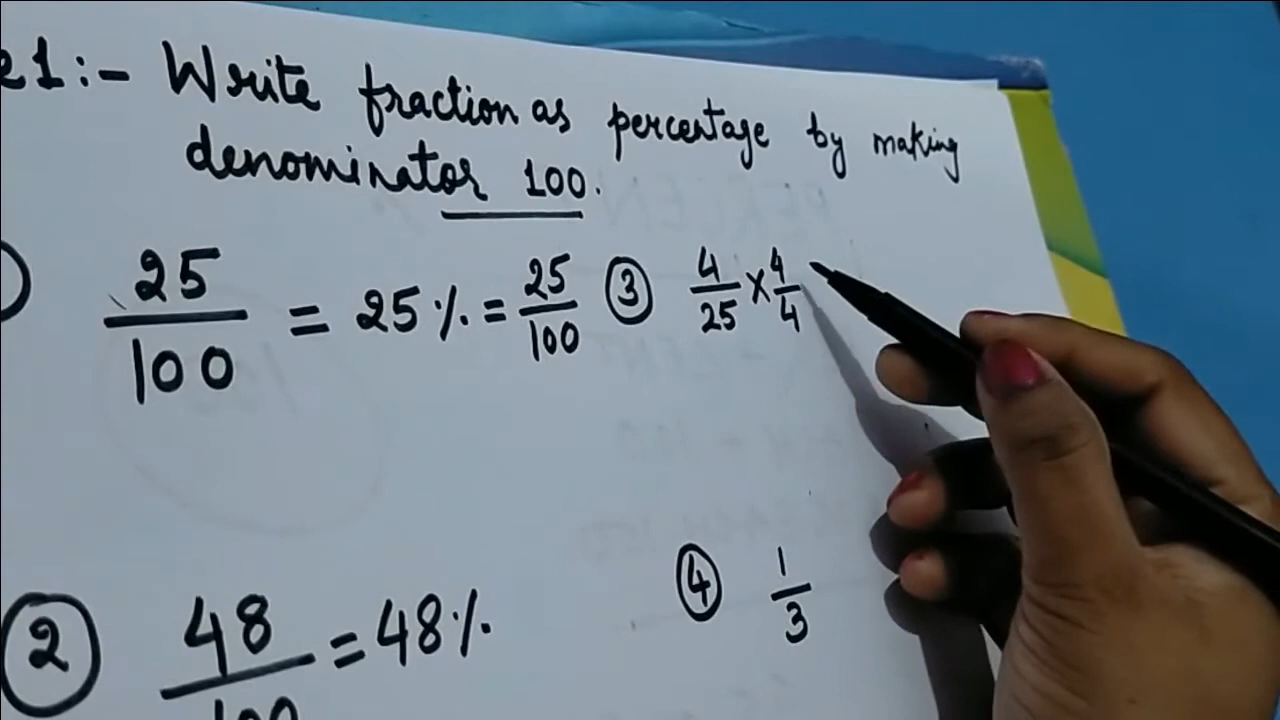 e1:- Write fraction as percentage by making
denominator 100.
25/100 = 25% = 25/100
③ 4/25 × 4/4
② 48/100 = 48%
④ 1/3